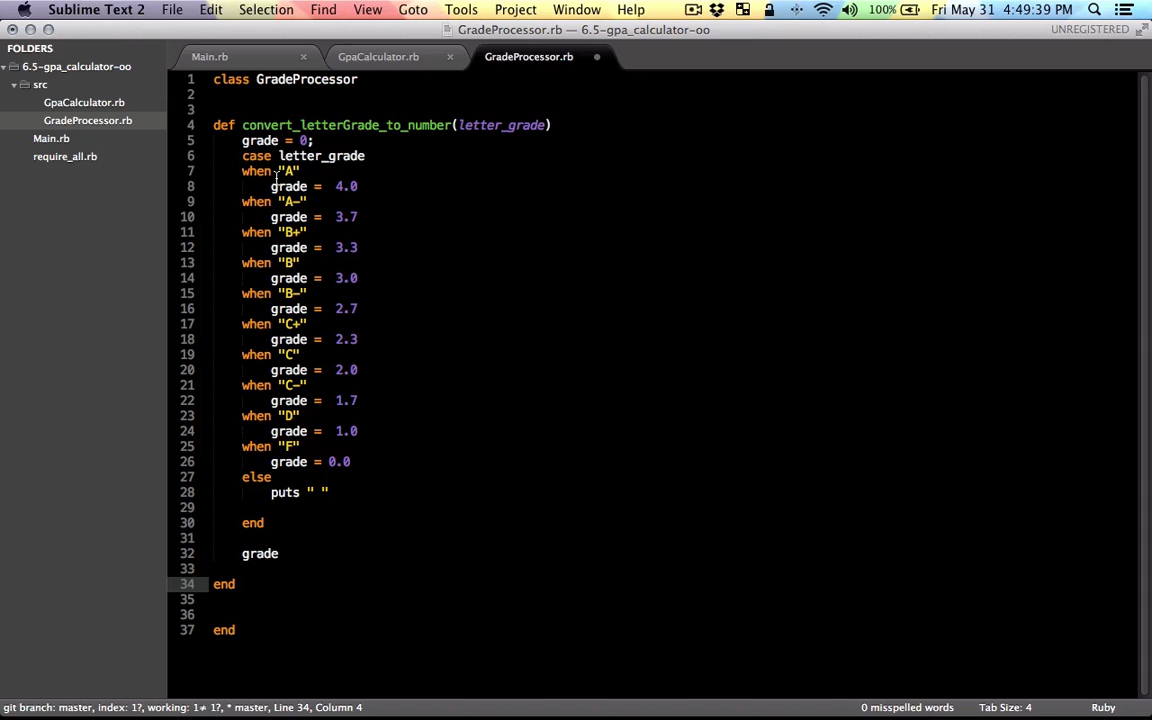 Sublime Text 2 File Edit Selection Find View Goto Tools Project Window Help 100% Fri May 31 4:49:39 PM
GradeProcessor.rb — 6.5-gpa_calculator-oo UNREGISTERED
FOLDERS
6.5-gpa_calculator-oo
src
GpaCalculator.rb
GradeProcessor.rb
Main.rb
require_all.rb
Main.rb × GpaCalculator.rb × GradeProcessor.rb
1 class GradeProcessor
2
3
4 def convert_letterGrade_to_number(letter_grade)
5 grade = 0;
6 case letter_grade
7 when "A"
8 grade =  4.0
9 when "A-"
10 grade =  3.7
11 when "B+"
12 grade =  3.3
13 when "B"
14 grade =  3.0
15 when "B-"
16 grade =  2.7
17 when "C+"
18 grade =  2.3
19 when "C"
20 grade =  2.0
21 when "C-"
22 grade =  1.7
23 when "D"
24 grade =  1.0
25 when "F"
26 grade = 0.0
27 else
28 puts " "
29
30 end
31
32 grade
33
34 end
35
36
37 end
git branch: master, index: 1?, working: 1≠ 1?, * master, Line 34, Column 4 0 misspelled words Tab Size: 4 Ruby